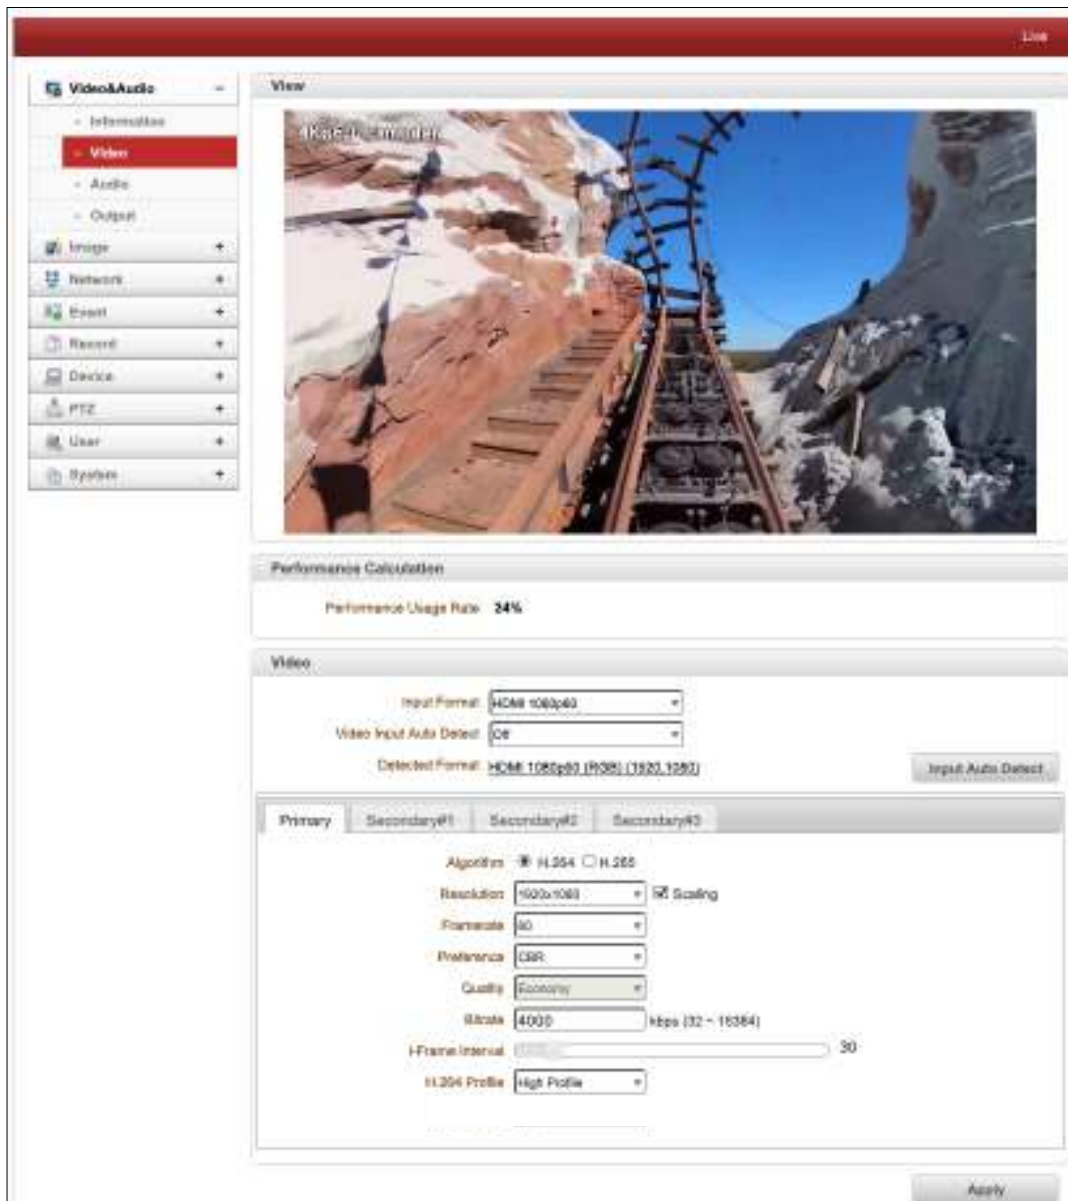 Live
Video&Audio -
- Information
- Video
- Audio
- Output
Image +
Network +
Event +
Record +
Device +
PTZ +
User +
System +
View
Encoder
Performance Calculation
Performance Usage Rate 34%
Video
Input Format HDMI 1080p60
Video Input Auto Detect Off
Detected Format HDMI 1080p60 (RGB) (1920,1080)
Input Auto Detect
Primary Secondary#1 Secondary#2 Secondary#3
Algorithm H.264 H.265
Resolution 1920x1080 Scaling
Framerate 60
Preference CBR
Quality Economy
Bitrate 4000 kbps (32 ~ 16384)
I-Frame Interval 30
H.264 Profile High Profile
Apply